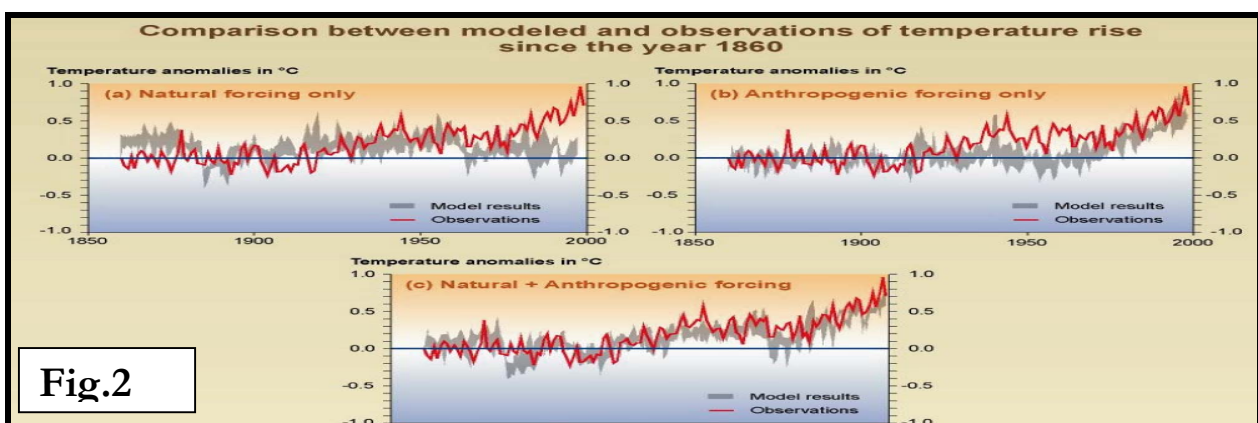 Comparison between modeled and observations of temperature rise
since the year 1860
Temperature anomalies in °C
1.0
0.5
0.0
-0.5
-1.0
(a) Natural forcing only
Model results
Observations
1.0
0.5
0.0
-0.5
-1.0
1850
1900
1950
2000
Temperature anomalies in °C
1.0
0.5
0.0
-0.5
-1.0
(b) Anthropogenic forcing only
Model results
Observations
1.0
0.5
0.0
-0.5
-1.0
1850
1900
1950
2000
Temperature anomalies in °C
1.0
0.5
0.0
-0.5
-1.0
(c) Natural + Anthropogenic forcing
Model results
Observations
1.0
0.5
0.0
-0.5
-1.0
Fig.2